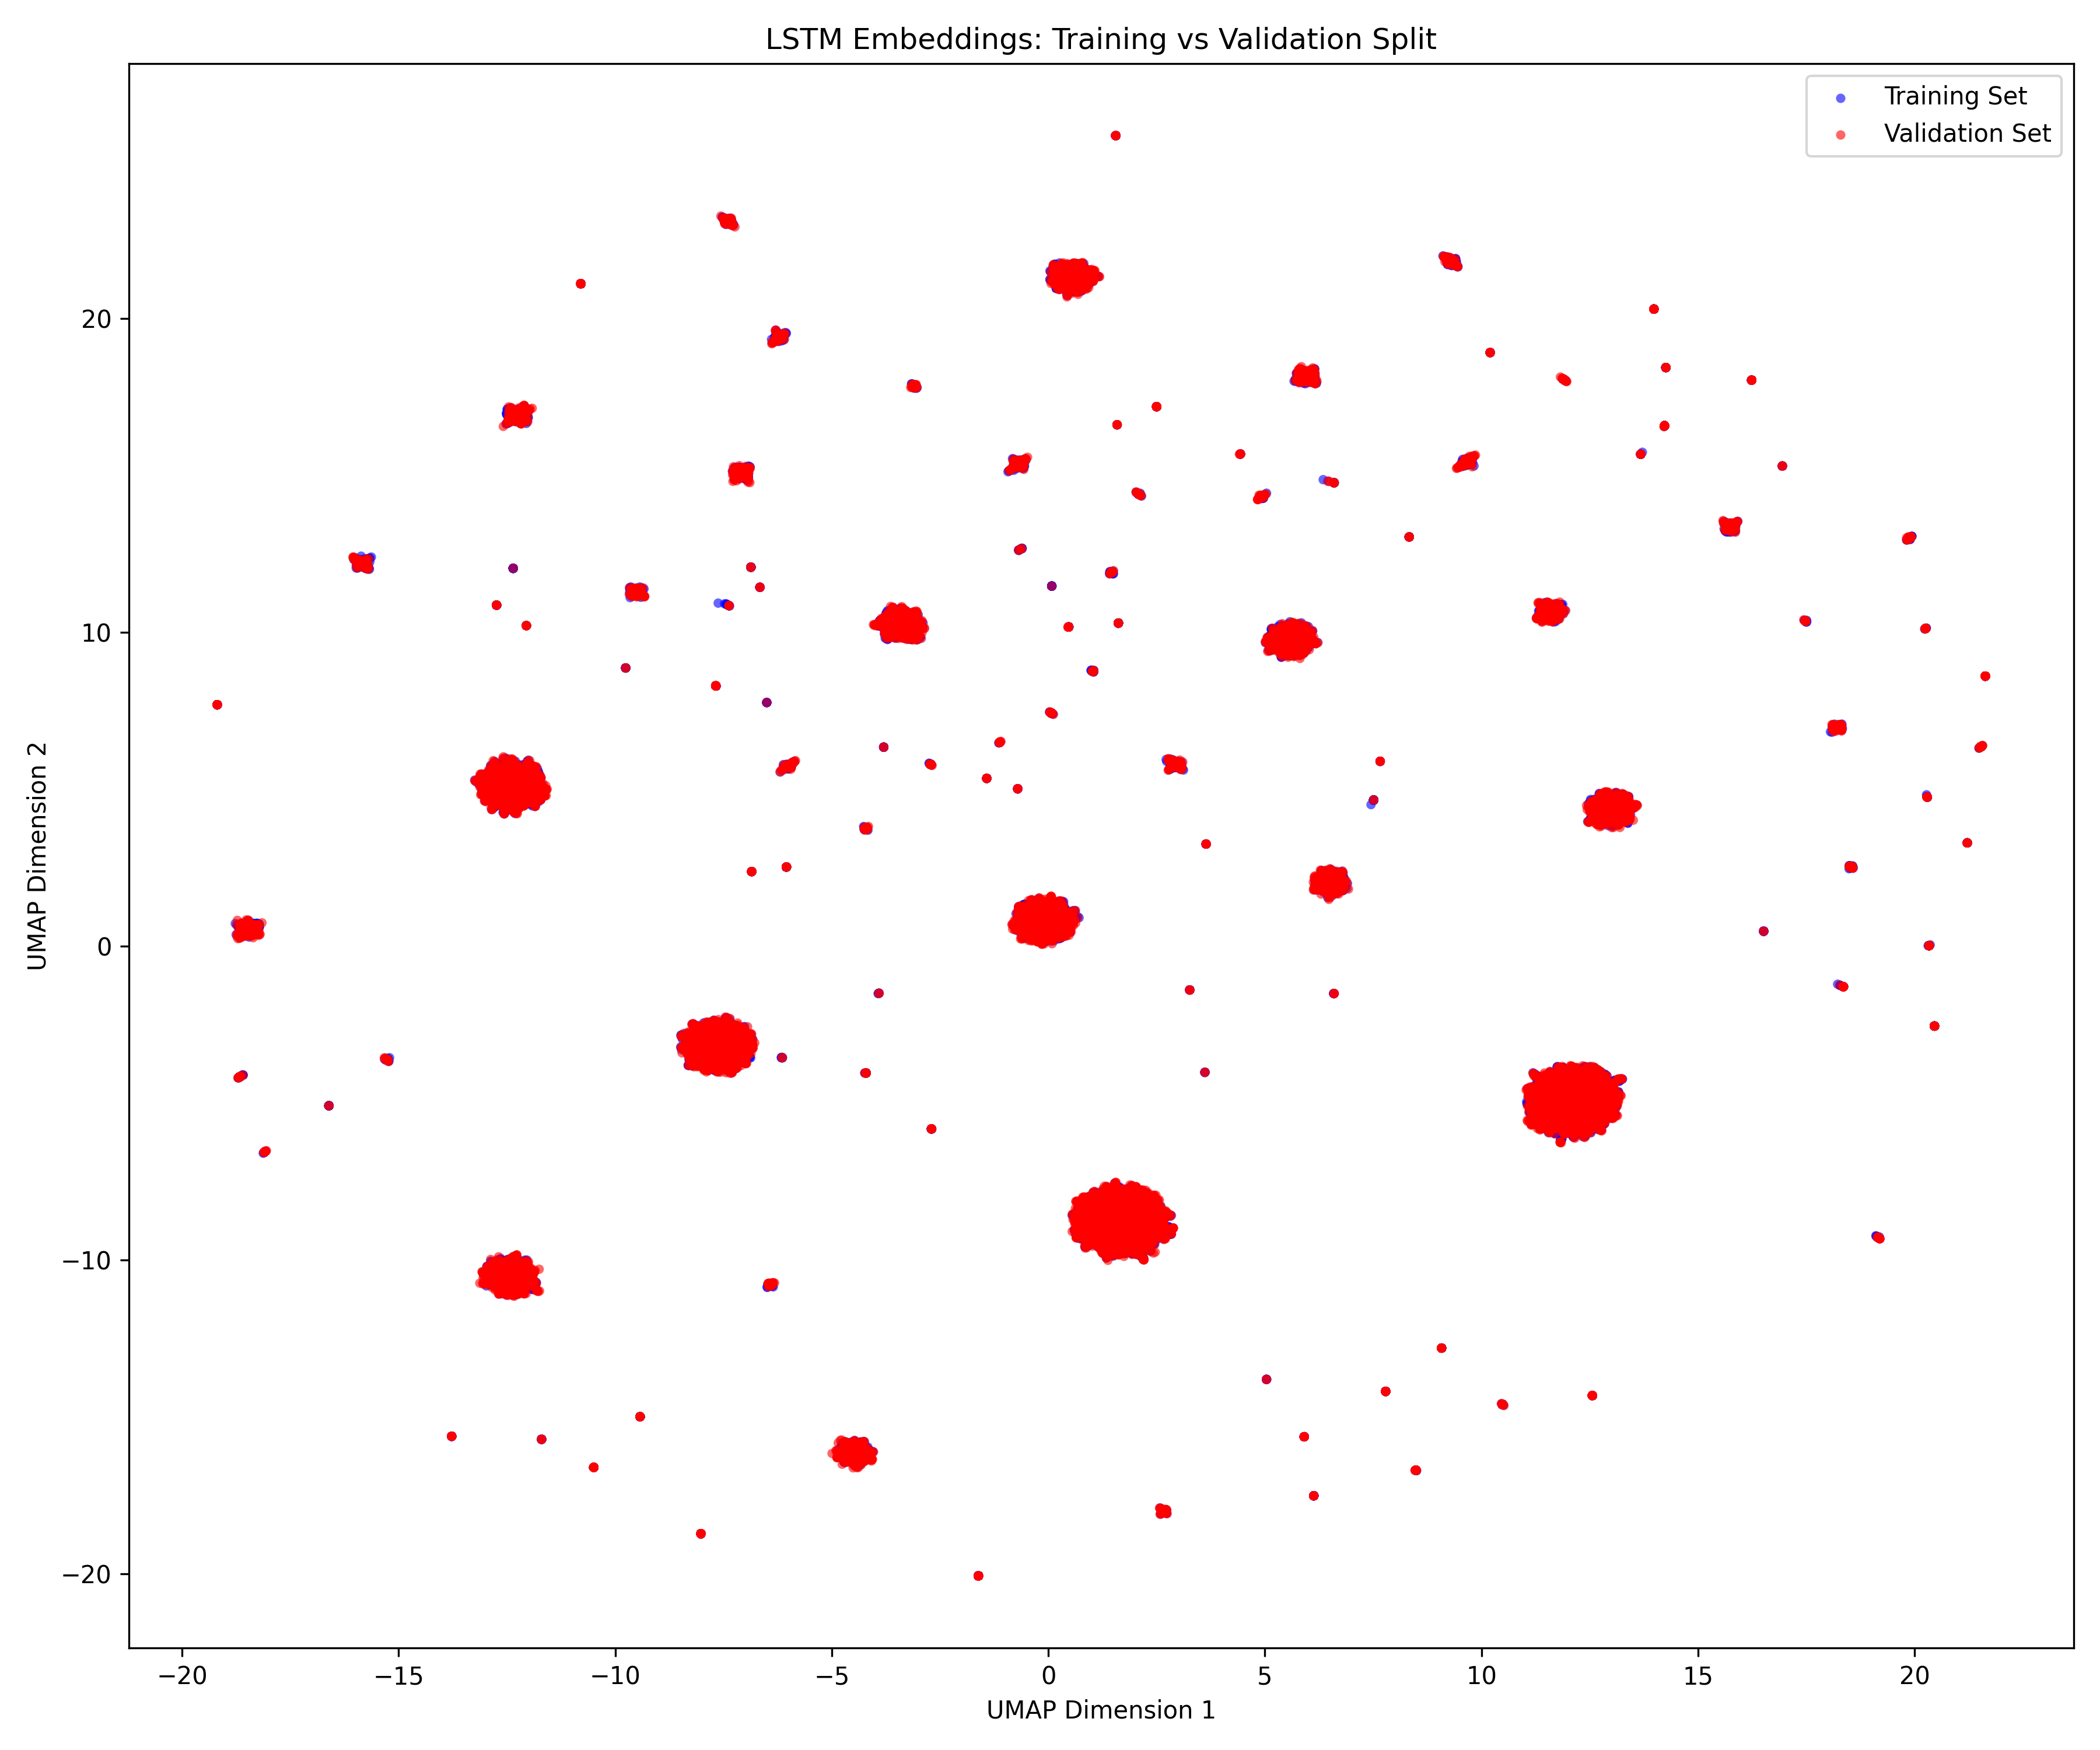 LSTM Embeddings: Training vs Validation Split
Training Set
Validation Set
UMAP Dimension 2
20
10
0
−10
−20
−20
−15
−10
−5
0
5
10
15
20
UMAP Dimension 1